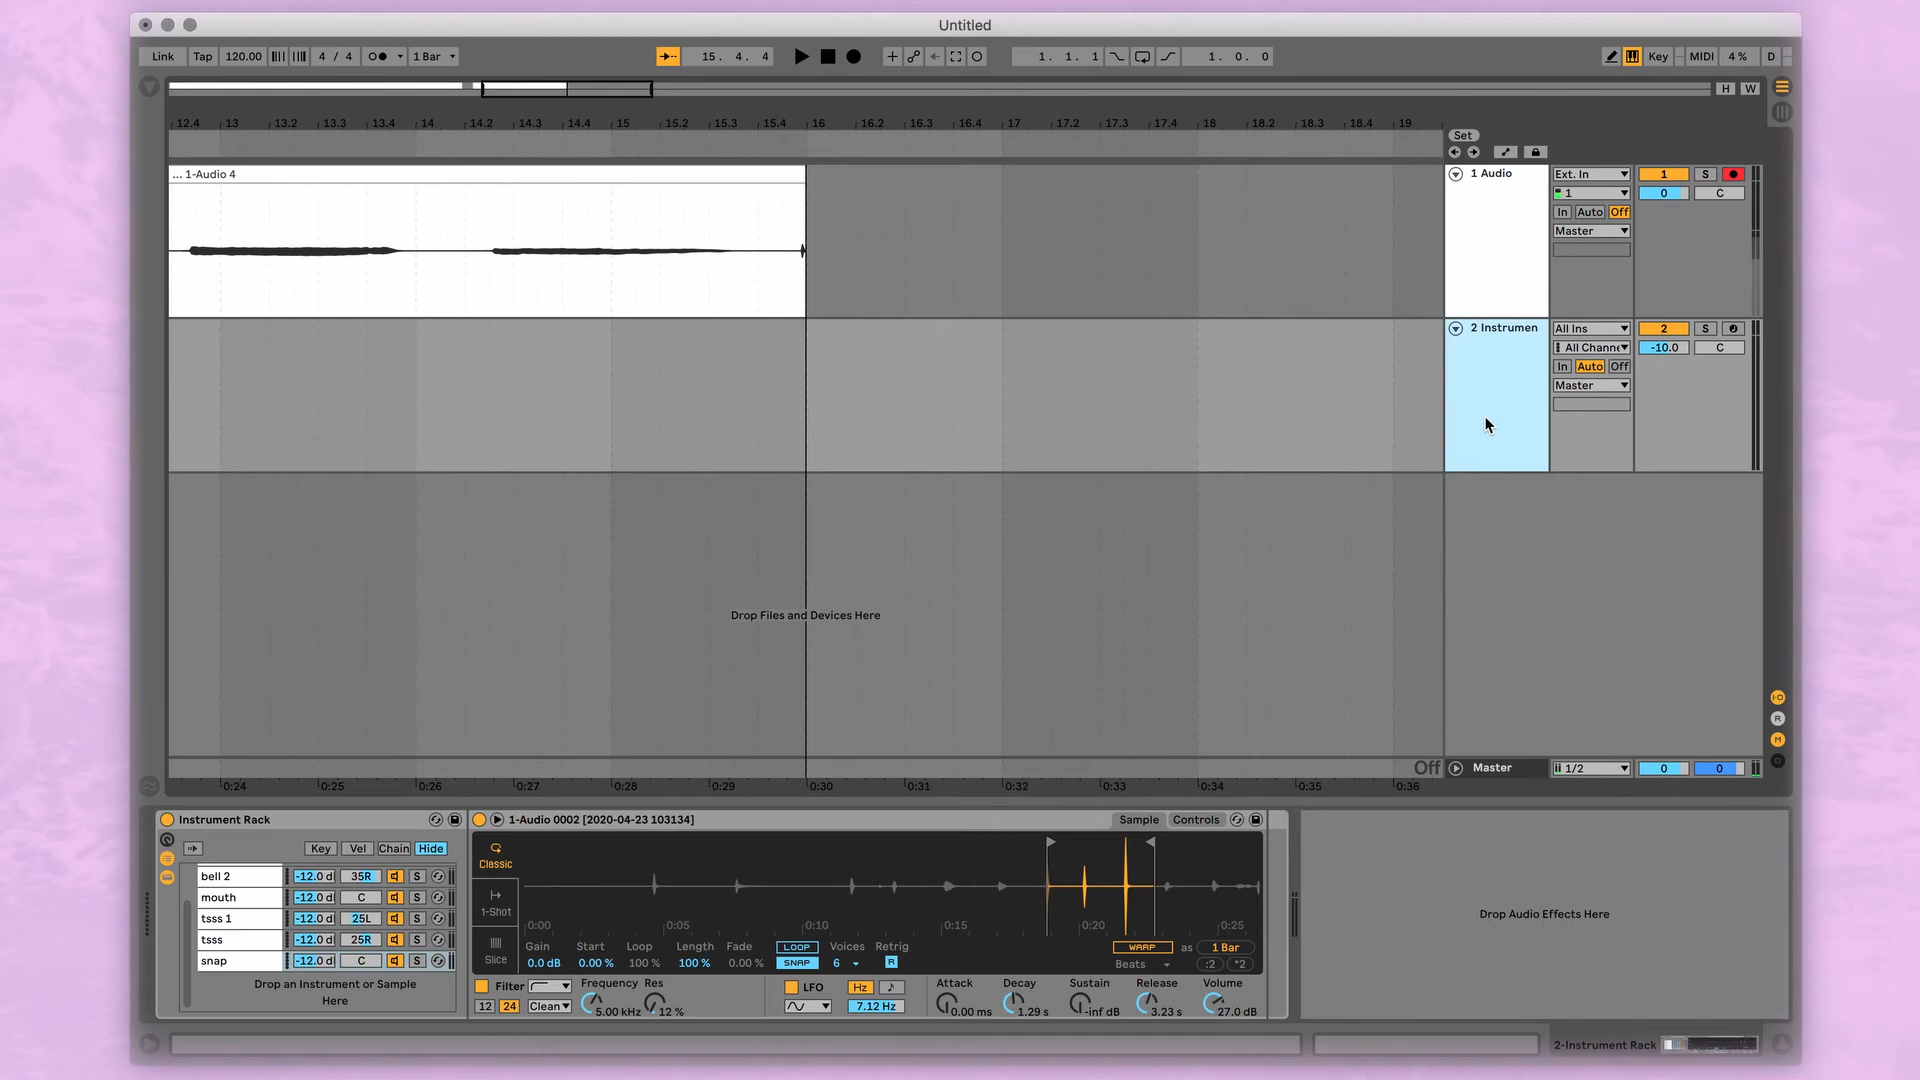 Untitled
Link Tap 120.00 4 / 4 1 Bar 15. 4. 4 1. 1. 1 1. 0. 0 Key MIDI 4 % D
H W
12.4 13 13.2 13.3 13.4 14 14.2 14.3 14.4 15 15.2 15.3 15.4 16 16.2 16.3 16.4 17 17.2 17.3 17.4 18 18.2 18.3 18.4 19
Set
... 1-Audio 4
1 Audio Ext. In 1 S
1 0 C
In Auto Off
Master
2 Instrumen All Ins 2 S
All Channe -10.0 C
In Auto Off
Master
Drop Files and Devices Here
I·O
R
M
D
Off Master 1/2 0 0
0:24 0:25 0:26 0:27 0:28 0:29 0:30 0:31 0:32 0:33 0:34 0:35 0:36
Instrument Rack
Key Vel Chain Hide
bell 2 -12.0 d 35R S
mouth -12.0 d C S
tsss 1 -12.0 d 25L S
tsss -12.0 d 25R S
snap -12.0 d C S
Drop an Instrument or Sample
Here
1-Audio 0002 [2020-04-23 103134] Sample Controls
Classic
1-Shot
Slice
0:00 0:05 0:10 0:15 0:20 0:25
Gain Start Loop Length Fade LOOP Voices Retrig WARP as 1 Bar
0.0 dB 0.00 % 100 % 100 % 0.00 % SNAP 6 R Beats :2 *2
Filter Frequency Res LFO Hz Attack Decay Sustain Release Volume
12 24 Clean 5.00 kHz 12 % 7.12 Hz 0.00 ms 1.29 s -inf dB 3.23 s 27.0 dB
Drop Audio Effects Here
2-Instrument Rack